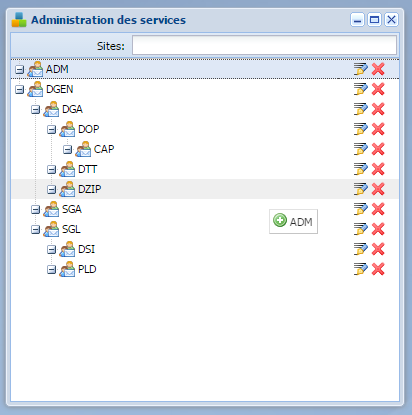 Administration des services
Sites:
ADM
DGEN
DGA
DOP
CAP
DTT
DZIP
SGA
ADM
SGL
DSI
PLD